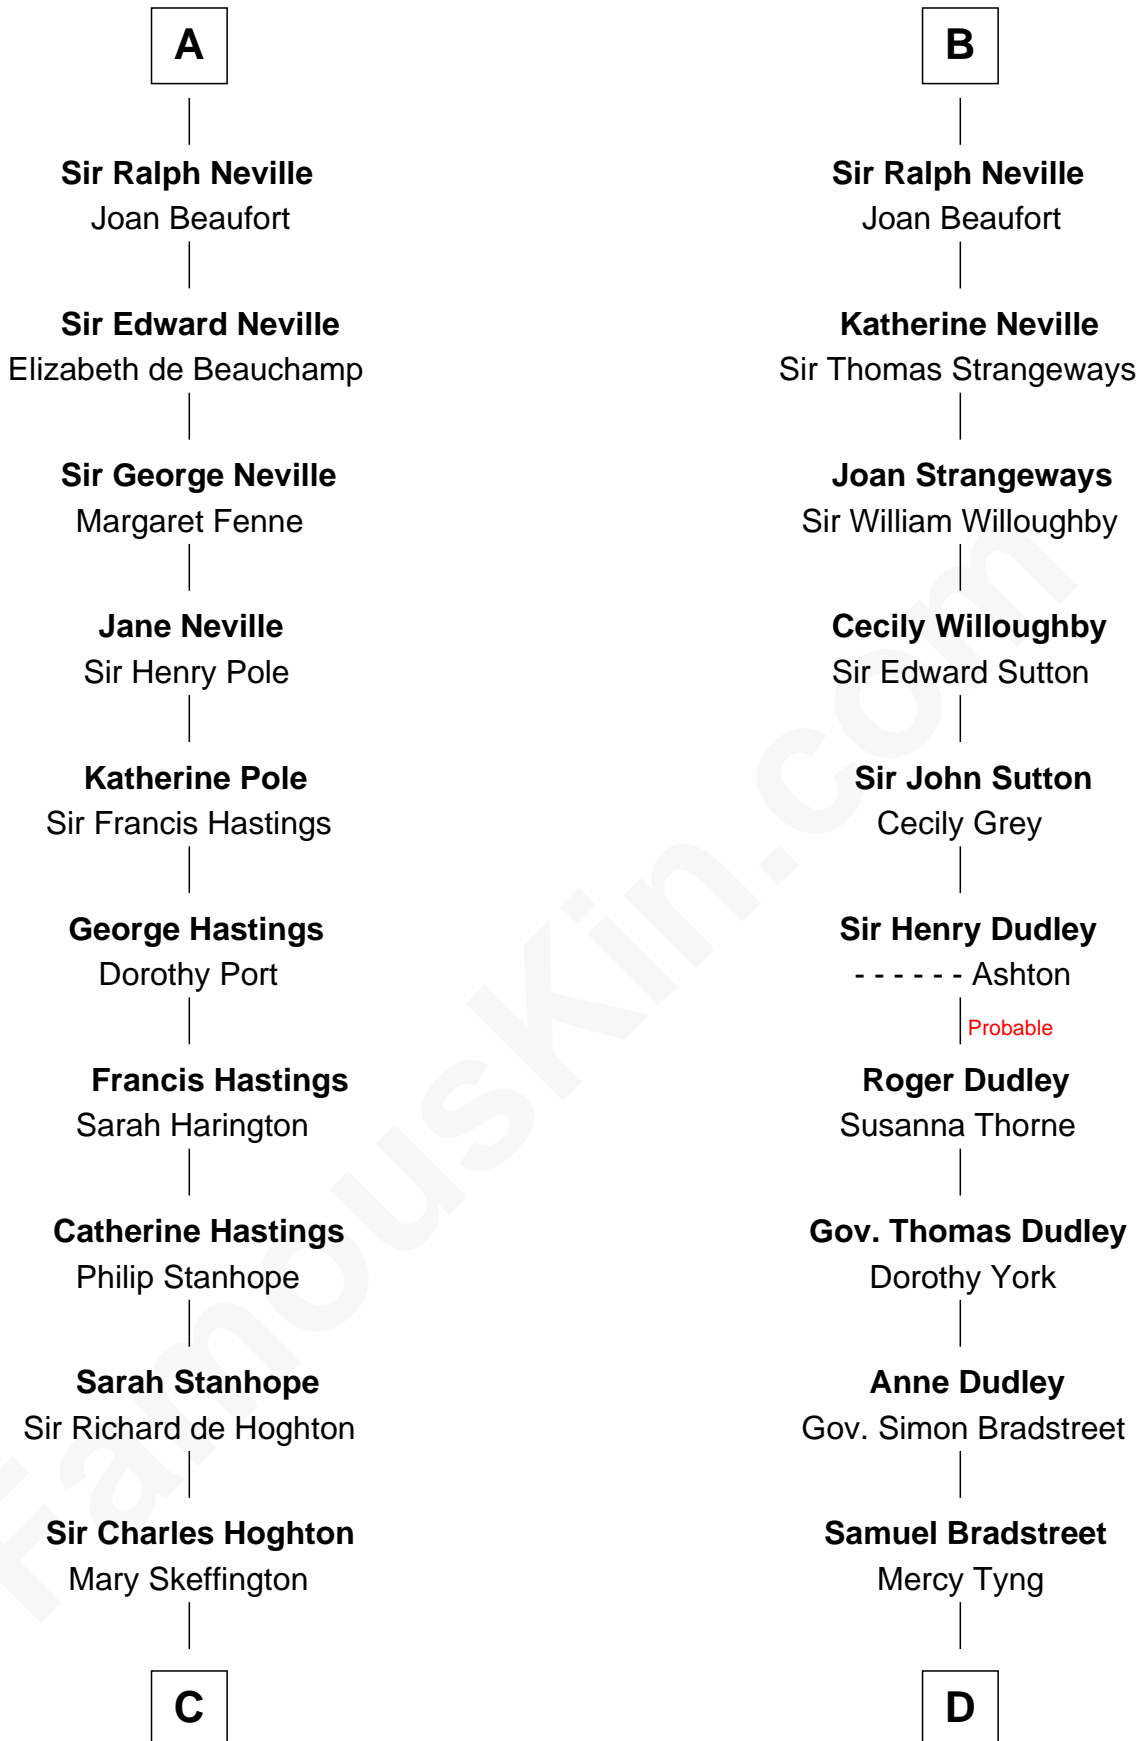 A
Sir Ralph Neville
Joan Beaufort
Sir Edward Neville
Elizabeth de Beauchamp
Sir George Neville
Margaret Fenne
Jane Neville
Sir Henry Pole
Katherine Pole
Sir Francis Hastings
George Hastings
Dorothy Port
Francis Hastings
Sarah Harington
Catherine Hastings
Philip Stanhope
Sarah Stanhope
Sir Richard de Hoghton
Sir Charles Hoghton
Mary Skeffington
C
B
Sir Ralph Neville
Joan Beaufort
Katherine Neville
Sir Thomas Strangeways
Joan Strangeways
Sir William Willoughby
Cecily Willoughby
Sir Edward Sutton
Sir John Sutton
Cecily Grey
Sir Henry Dudley
- - - - - - Ashton
Probable
Roger Dudley
Susanna Thorne
Gov. Thomas Dudley
Dorothy York
Anne Dudley
Gov. Simon Bradstreet
Samuel Bradstreet
Mercy Tyng
D
FamousKin.com